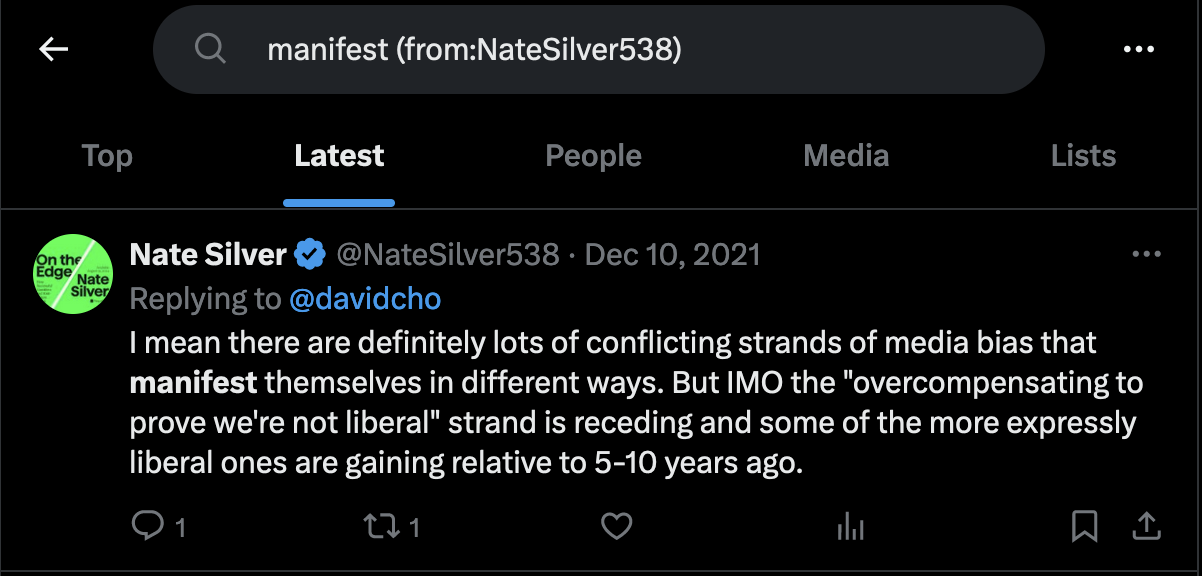 manifest (from:NateSilver538)
Top Latest People Media Lists
On the
Edge
Nate
Silver
Nate Silver @NateSilver538 · Dec 10, 2021
Replying to @davidcho
I mean there are definitely lots of conflicting strands of media bias that
manifest themselves in different ways. But IMO the "overcompensating to
prove we're not liberal" strand is receding and some of the more expressly
liberal ones are gaining relative to 5-10 years ago.
1 1